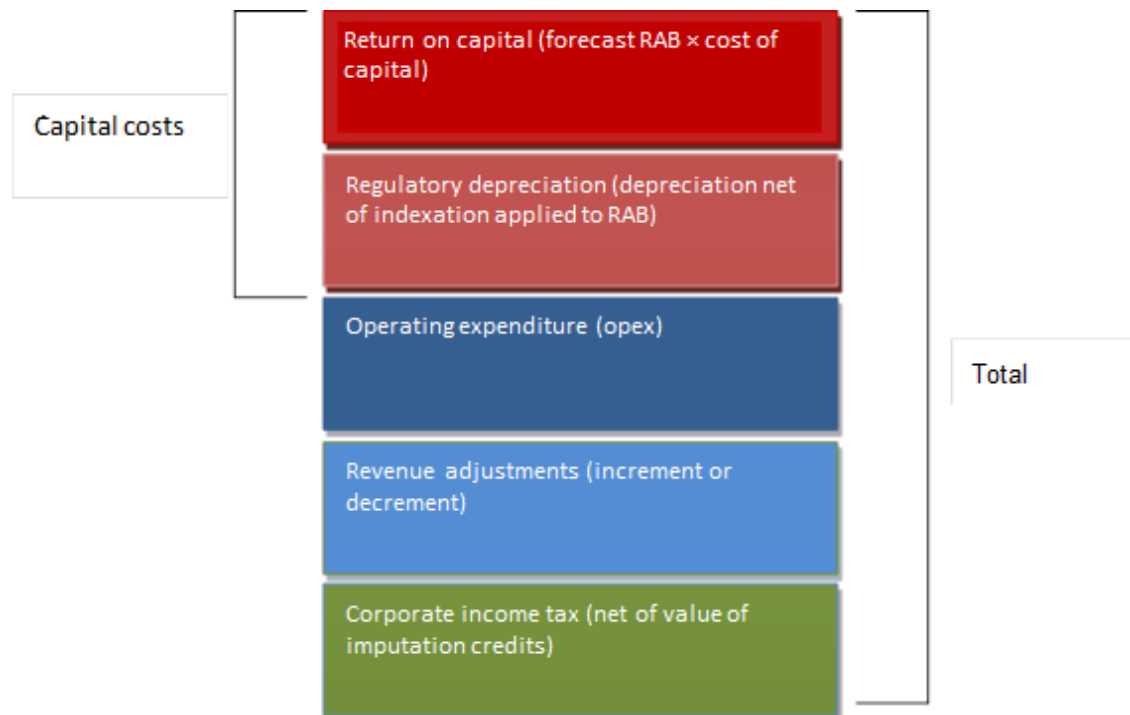 Return on capital (forecast RAB × cost of
capital)
Capital costs
Regulatory depreciation (depreciation net
of indexation applied to RAB)
Operating expenditure (opex)
Total
Revenue adjustments (increment or
decrement)
Corporate income tax (net of value of
imputation credits)